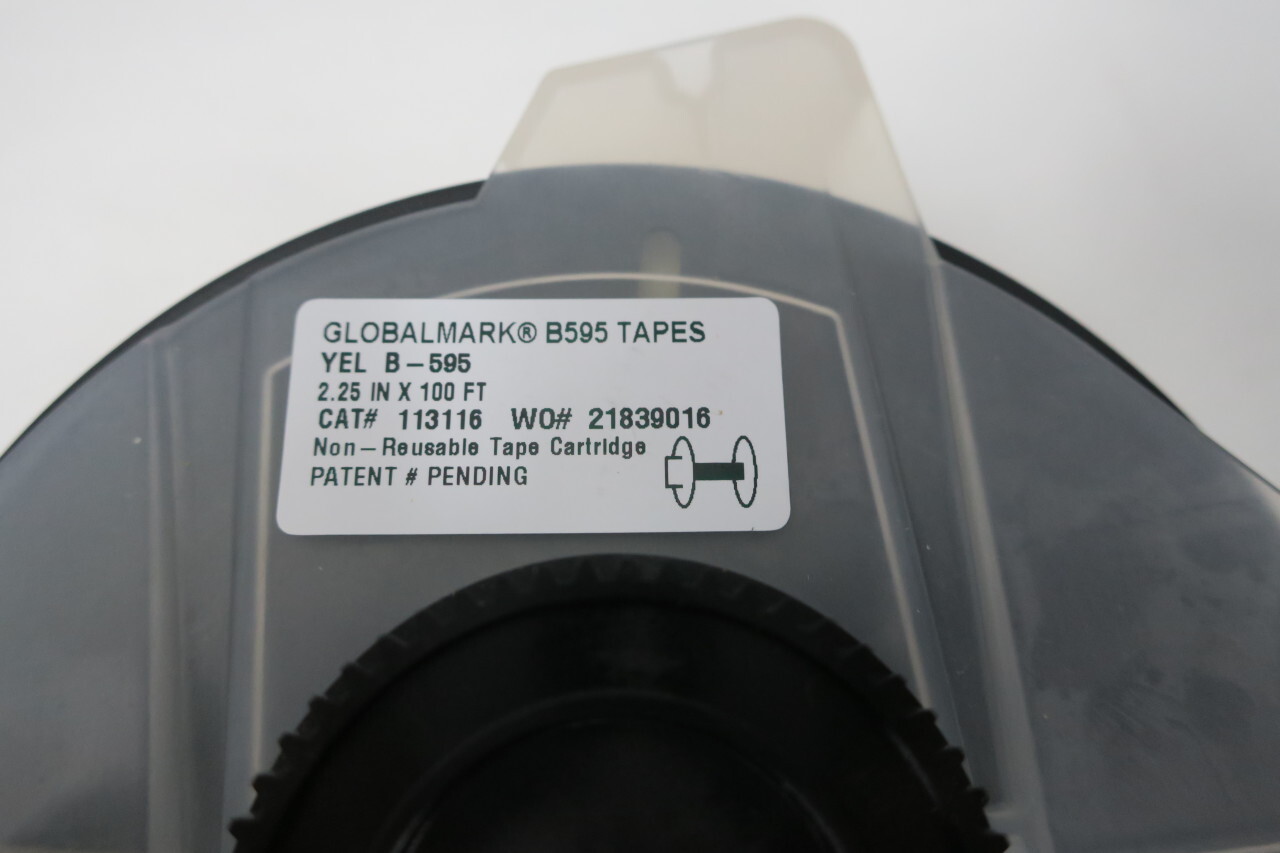 GLOBALMARK® B595 TAPES
YEL B-595
2.25 IN X 100 FT
CAT# 113116 WO# 21839016
Non-Reusable Tape Cartridge
PATENT # PENDING